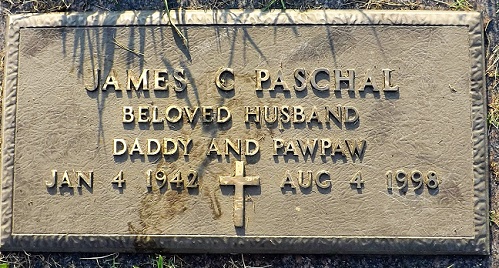 JAMES C PASCHAL
BELOVED HUSBAND
DADDY AND PAWPAW
JAN 4 1942 AUG 4 1998